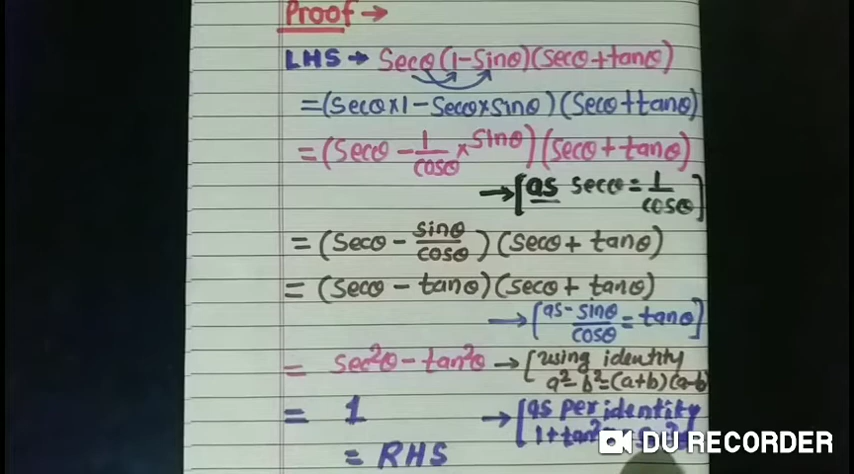 Proof →
LHS → Secθ(1-Sinθ)(secθ+tanθ)
=(Secθ×1-Secθ×sinθ)(Secθ+tanθ)
=(Secθ-1/cosθ×sinθ)(secθ+tanθ)
→[as secθ=1/cosθ]
=(Secθ-sinθ/cosθ)(secθ+tanθ)
=(Secθ-tanθ)(secθ+tanθ)
→[as-sinθ/cosθ=tanθ]
= Sec²θ-tan²θ →[using identity
a²-b²=(a+b)(a-b)
= 1 →[as per identity
1+tan²
= RHS
DU RECORDER